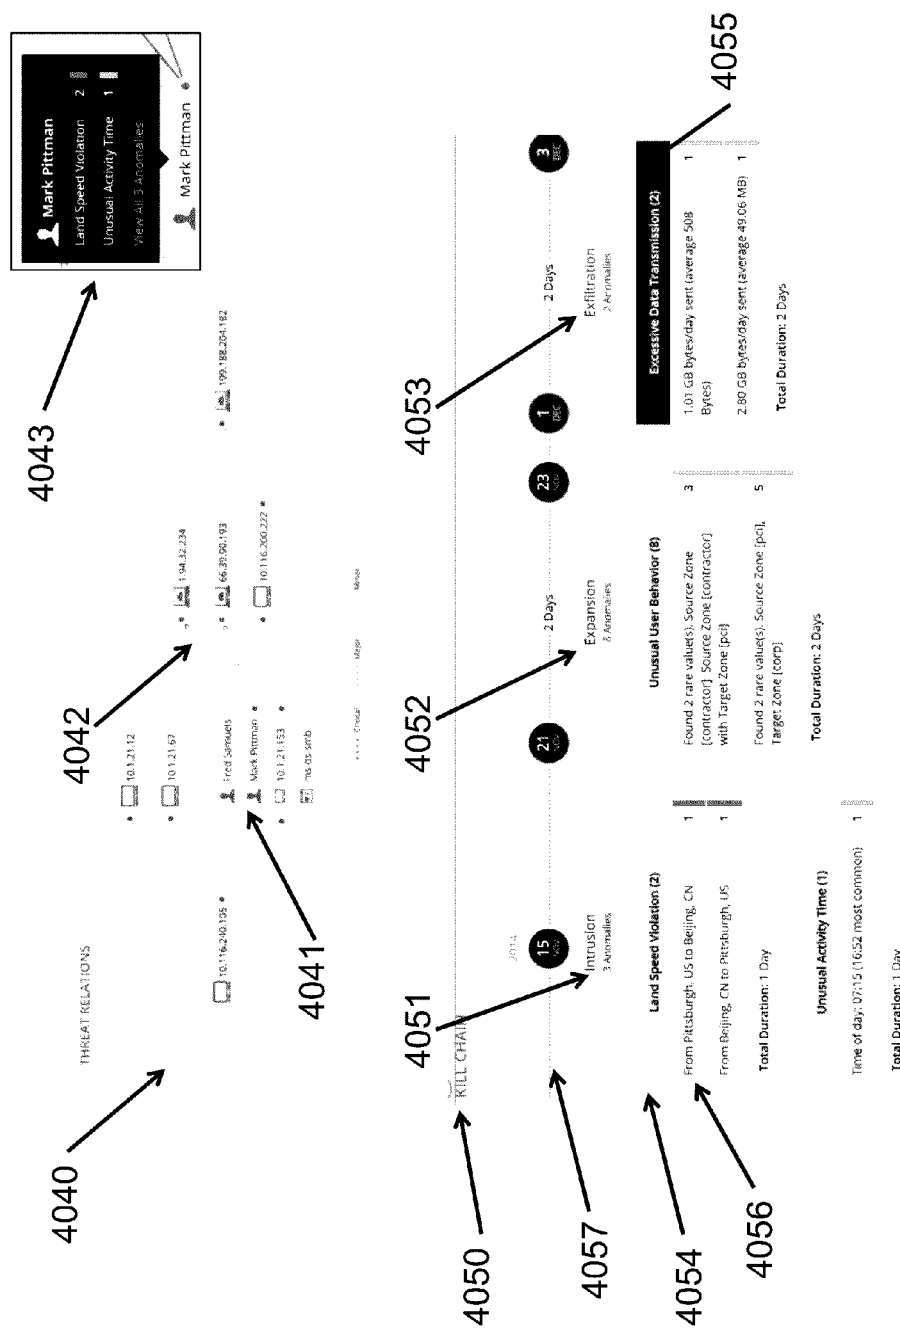 THREAT RELATIONS
4040
10.116.240.105
4041
10.1.21.12
10.1.21.67
Fred Samuels
Mark Pittman
10.1.21.153
ms-ds-smb
4042
1.94.32.234
66.39.90.193
10.116.200.222
199.188.204.182
Critical
Major
Minor
4043
Mark Pittman
Land Speed Violation 2
Unusual Activity Time 1
View All 3 Anomalies
Mark Pittman
4050
KILL CHAIN
4051
4052
4053
4057
2014
15
NOV
21
NOV
2 Days
23
NOV
1
DEC
2 Days
3
DEC
Intrusion
3 Anomalies
Expansion
8 Anomalies
Exfiltration
2 Anomalies
4054
Land Speed Violation (2)
4056
From Pittsburgh, US to Beijing, CN 1
From Beijing, CN to Pittsburgh, US 1
Total Duration: 1 Day
Unusual Activity Time (1)
Time of day: 07:15 (16:52 most common) 1
Total Duration: 1 Day
Unusual User Behavior (8)
Found 2 rare value(s). Source Zone 3
[contractor] Source Zone [contractor]
with Target Zone [pci]
Found 2 rare value(s). Source Zone [pci], 5
Target Zone [corp]
Total Duration: 2 Days
4055
Excessive Data Transmission (2)
1.01 GB bytes/day sent (average 508 1
Bytes)
2.80 GB bytes/day sent (average 49.06 MB) 1
Total Duration: 2 Days